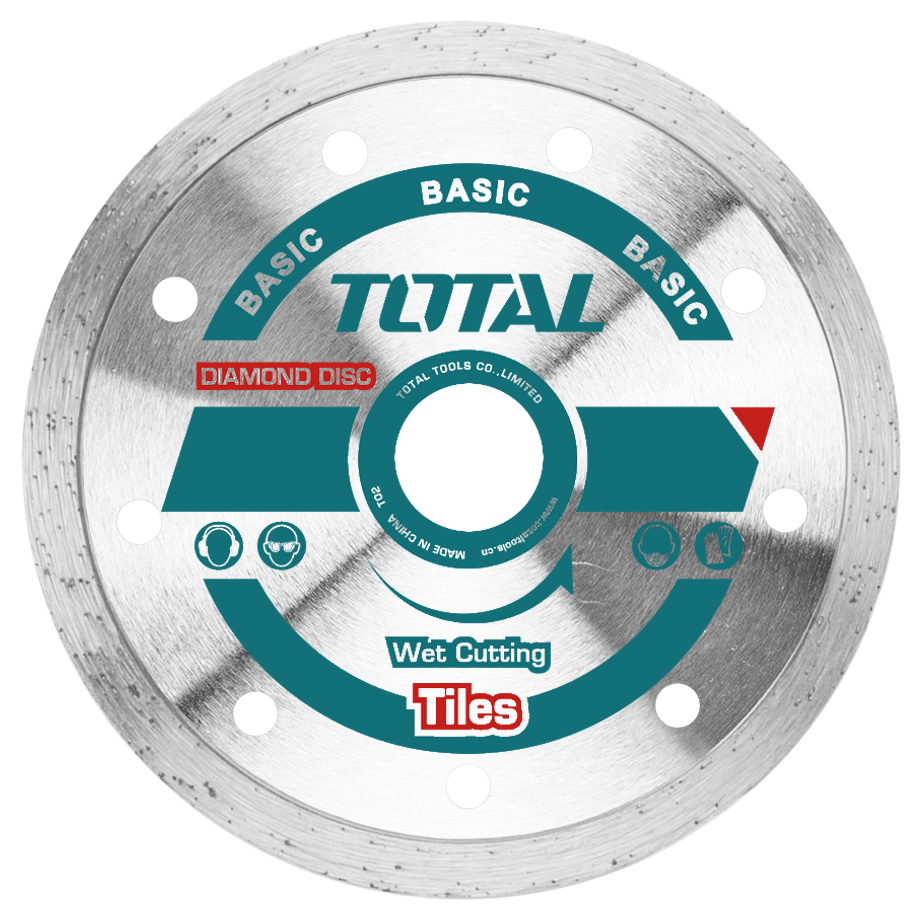 BASIC
BASIC
BASIC
TOTAL
DIAMOND DISC
TOTAL TOOLS CO.,LIMITED
www.totaltools.cn
MADE IN CHINA T02
Wet Cutting
Tiles